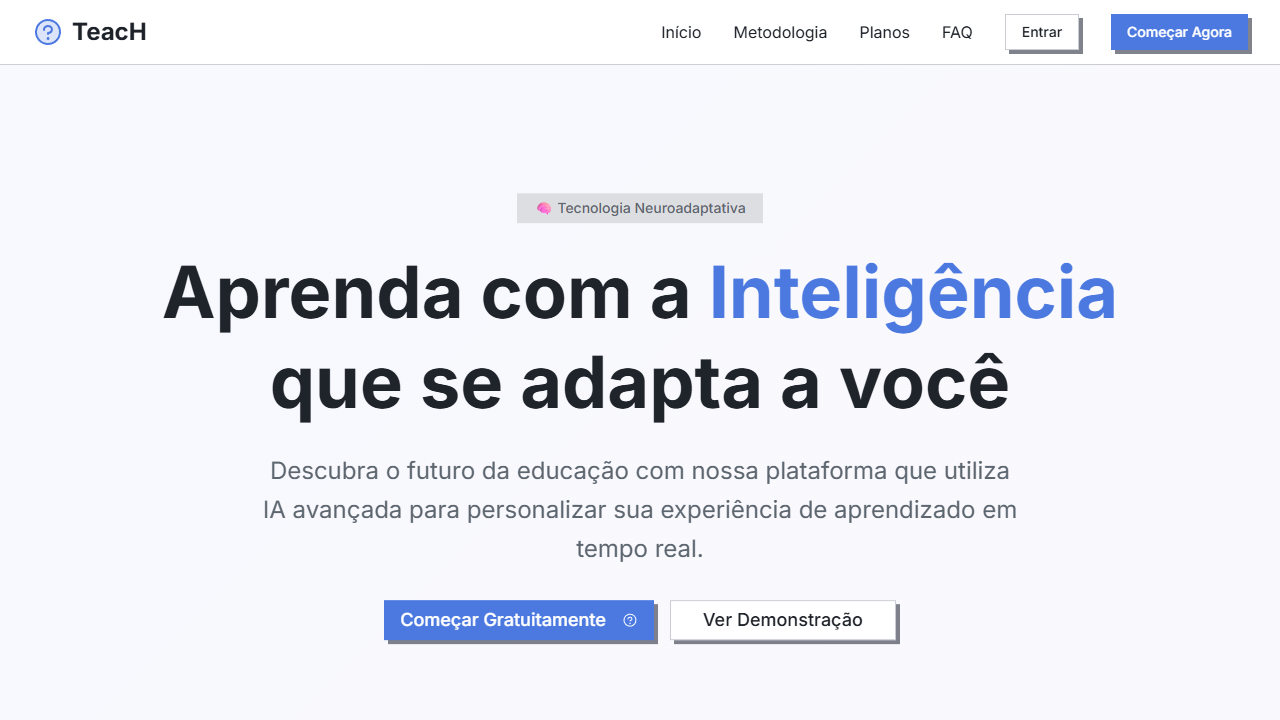 TeacH
Início
Metodologia
Planos
FAQ
Entrar
Começar Agora
🧠 Tecnologia Neuroadaptativa
Aprenda com a Inteligência
que se adapta a você
Descubra o futuro da educação com nossa plataforma que utiliza
IA avançada para personalizar sua experiência de aprendizado em
tempo real.
Começar Gratuitamente
Ver Demonstração